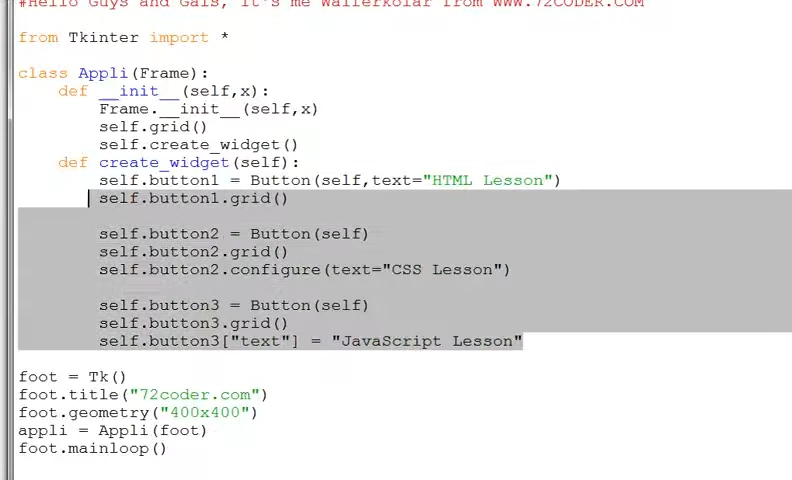 #Hello Guys and Gals, it's me Wallerkolar from WWW.72CODER.COM
from Tkinter import *
class Appli(Frame):
def __init__(self,x):
Frame.__init__(self,x)
self.grid()
self.create_widget()
def create_widget(self):
self.button1 = Button(self,text="HTML Lesson")
self.button1.grid()
self.button2 = Button(self)
self.button2.grid()
self.button2.configure(text="CSS Lesson")
self.button3 = Button(self)
self.button3.grid()
self.button3["text"] = "JavaScript Lesson"
foot = Tk()
foot.title("72coder.com")
foot.geometry("400x400")
appli = Appli(foot)
foot.mainloop()